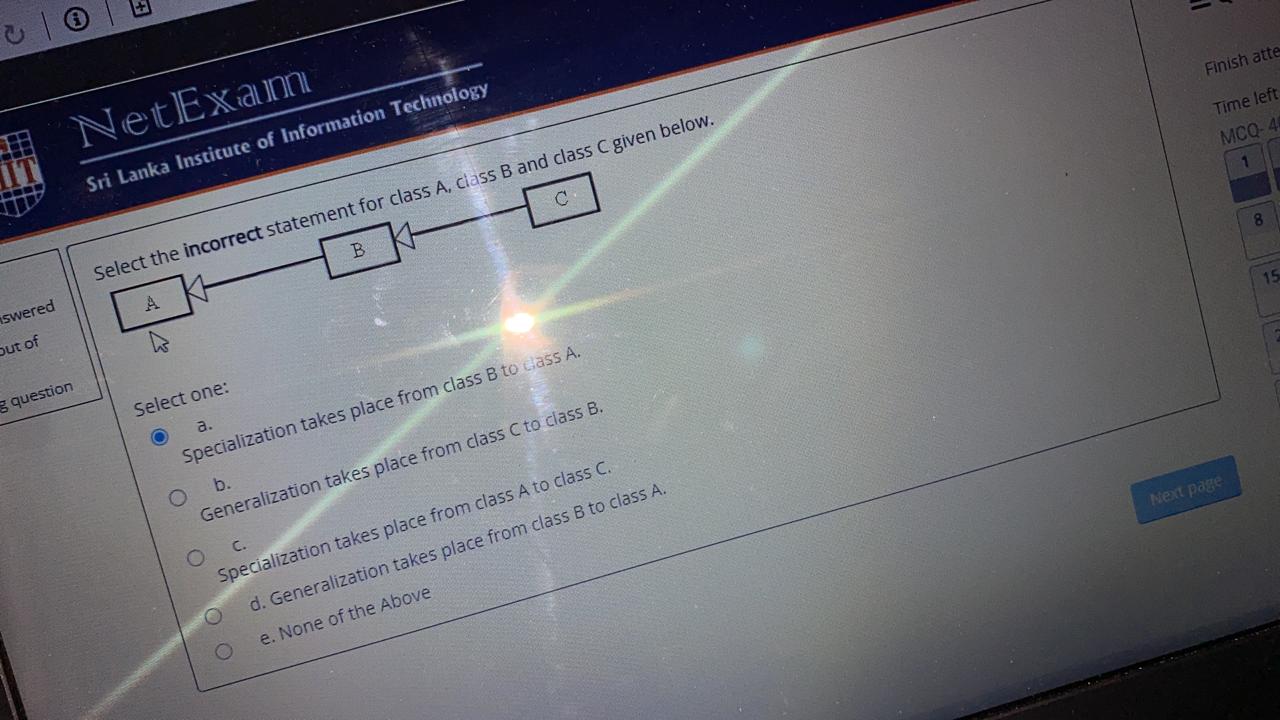 NetExam
Sri Lanka Institute of Information Technology
Finish atte
Time left
MCQ- 4
1
8
15
2
swered
out of
g question
Select the incorrect statement for class A, class B and class C given below.
A
B
C
Select one:
a.
Specialization takes place from class B to class A.
b.
Generalization takes place from class C to class B.
c.
Specialization takes place from class A to class C.
d. Generalization takes place from class B to class A.
e. None of the Above
Next page